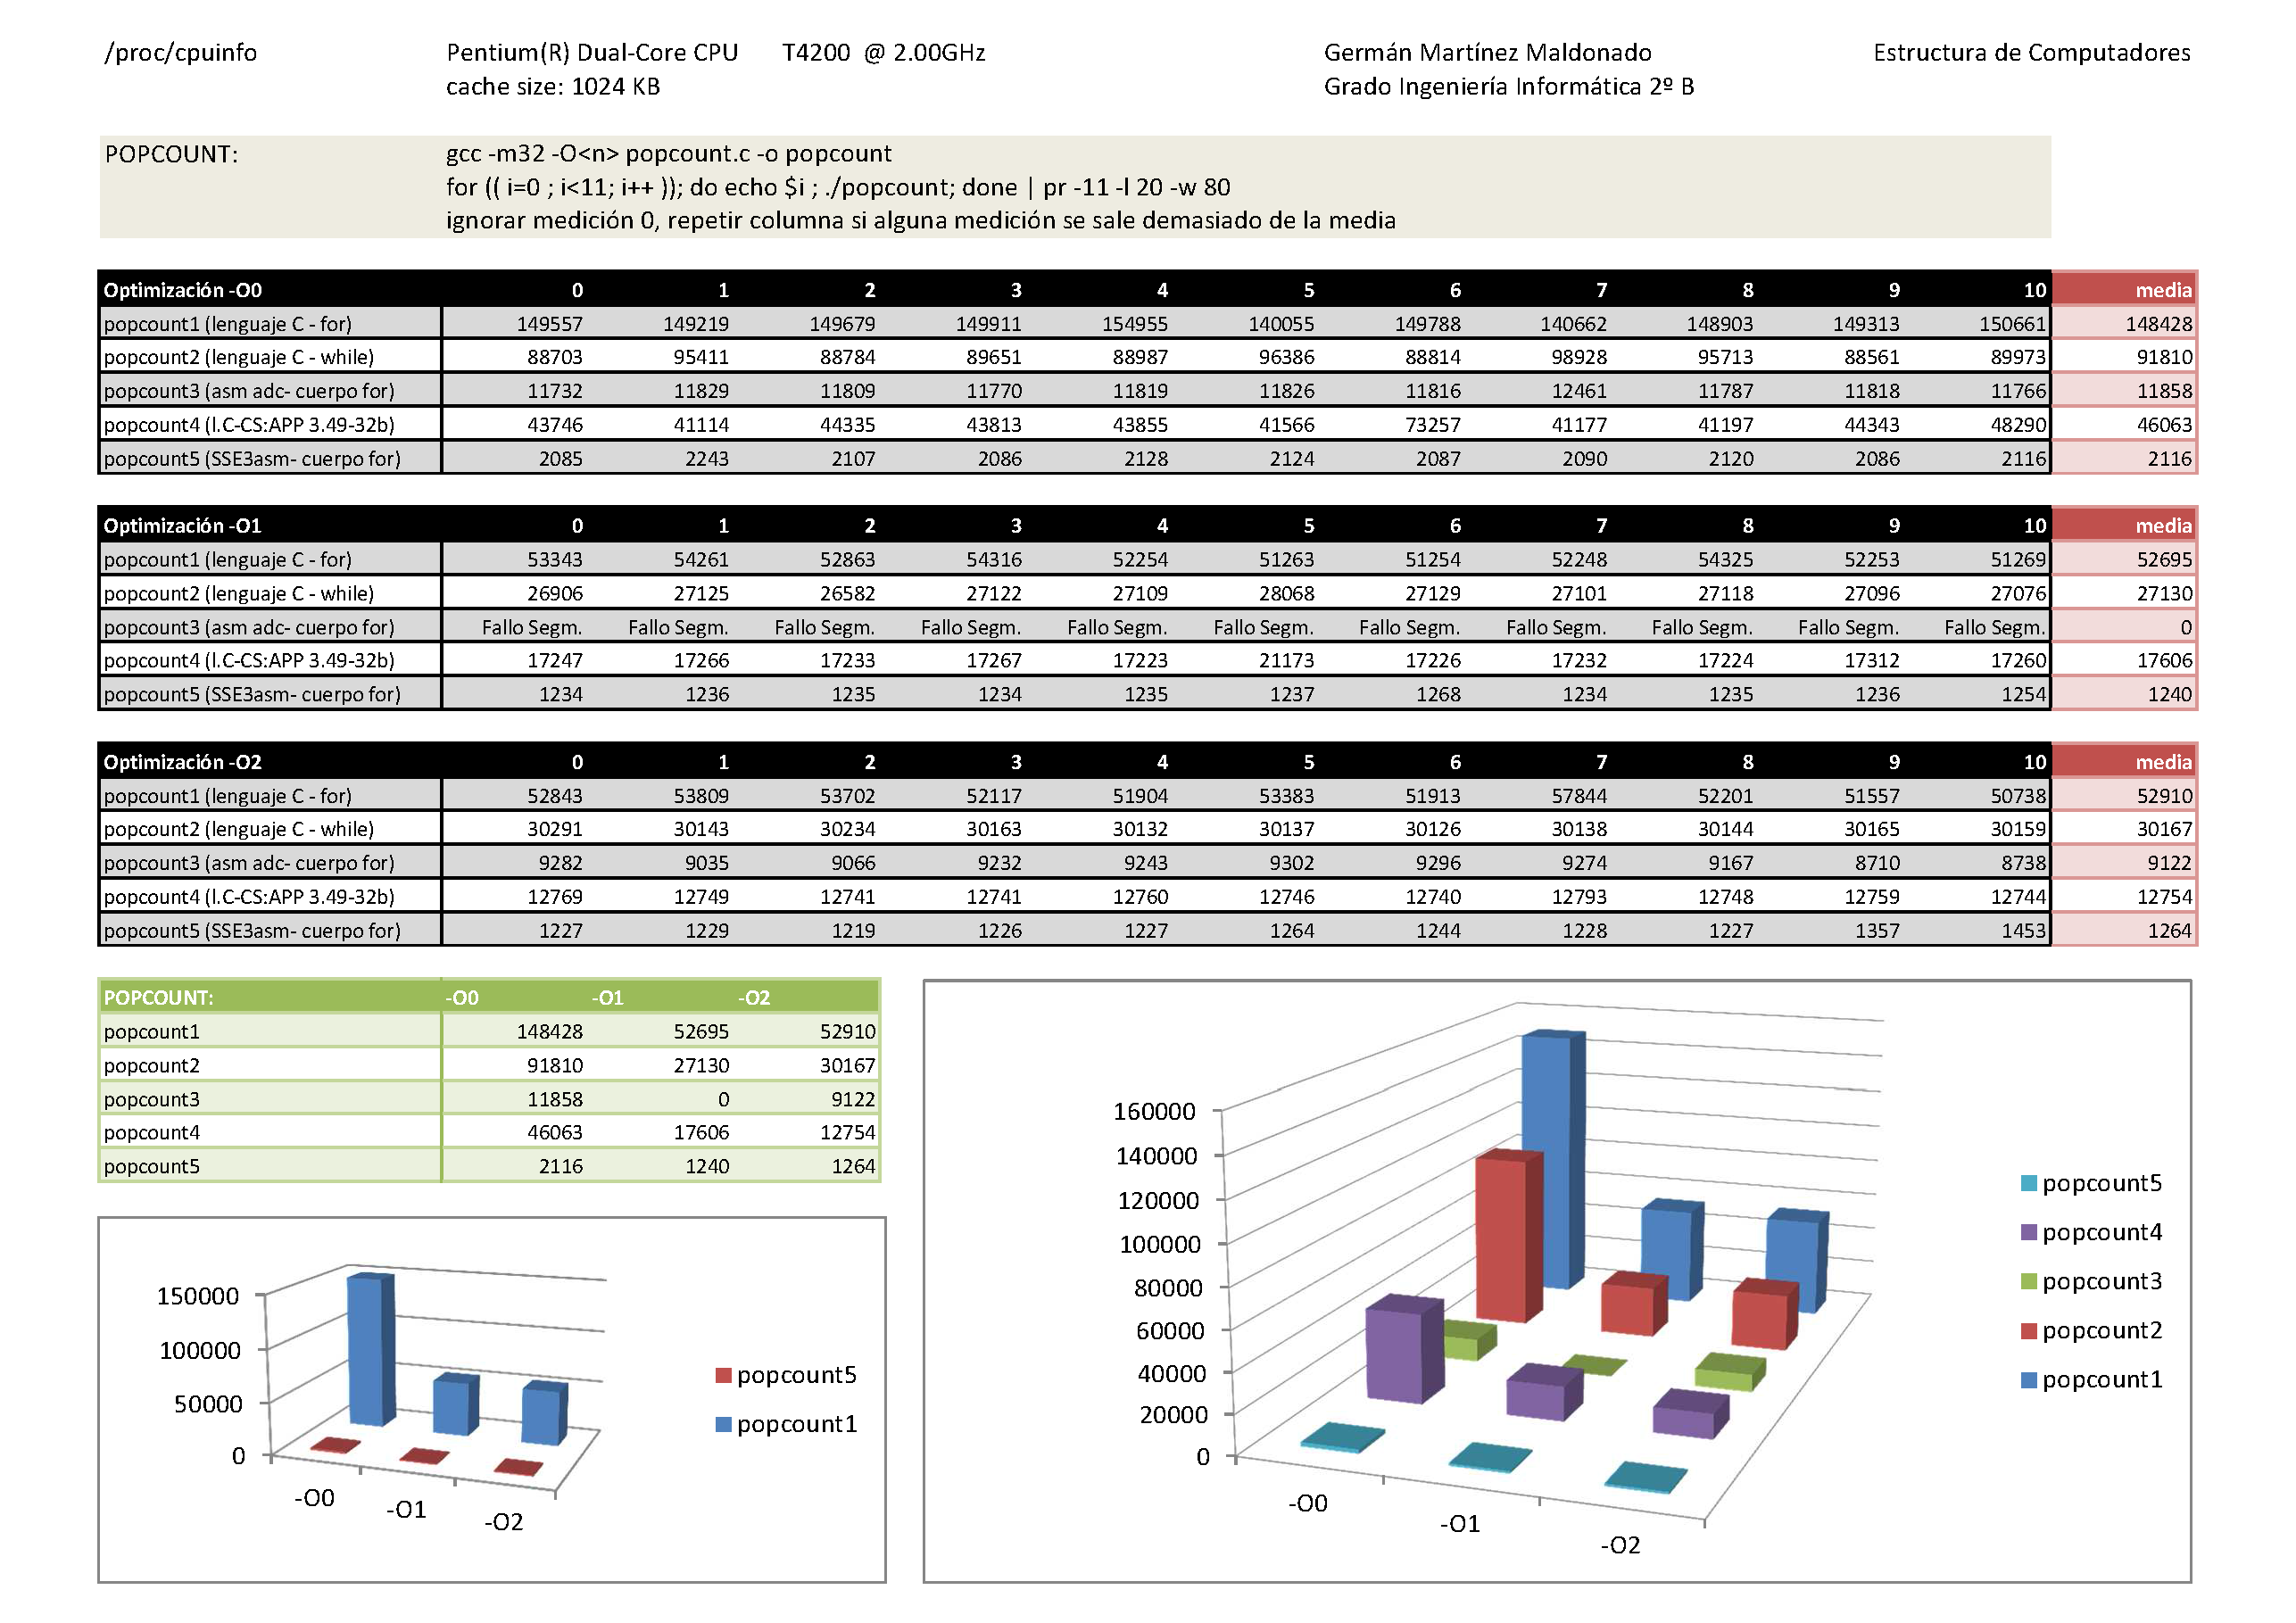 /proc/cpuinfo Pentium(R) Dual-Core CPU T4200 @ 2.00GHz Germán Martínez Maldonado Estructura de Computadores
cache size: 1024 KB Grado Ingeniería Informática 2º B
POPCOUNT: gcc -m32 -O<n> popcount.c -o popcount
for (( i=0 ; i<11; i++ )); do echo $i ; ./popcount; done | pr -11 -l 20 -w 80
ignorar medición 0, repetir columna si alguna medición se sale demasiado de la media
Optimización -O0 0 1 2 3 4 5 6 7 8 9 10 media
popcount1 (lenguaje C - for) 149557 149219 149679 149911 154955 140055 149788 140662 148903 149313 150661 148428
popcount2 (lenguaje C - while) 88703 95411 88784 89651 88987 96386 88814 98928 95713 88561 89973 91810
popcount3 (asm adc- cuerpo for) 11732 11829 11809 11770 11819 11826 11816 12461 11787 11818 11766 11858
popcount4 (l.C-CS:APP 3.49-32b) 43746 41114 44335 43813 43855 41566 73257 41177 41197 44343 48290 46063
popcount5 (SSE3asm- cuerpo for) 2085 2243 2107 2086 2128 2124 2087 2090 2120 2086 2116 2116
Optimización -O1 0 1 2 3 4 5 6 7 8 9 10 media
popcount1 (lenguaje C - for) 53343 54261 52863 54316 52254 51263 51254 52248 54325 52253 51269 52695
popcount2 (lenguaje C - while) 26906 27125 26582 27122 27109 28068 27129 27101 27118 27096 27076 27130
popcount3 (asm adc- cuerpo for) Fallo Segm. Fallo Segm. Fallo Segm. Fallo Segm. Fallo Segm. Fallo Segm. Fallo Segm. Fallo Segm. Fallo Segm. Fallo Segm. Fallo Segm. 0
popcount4 (l.C-CS:APP 3.49-32b) 17247 17266 17233 17267 17223 21173 17226 17232 17224 17312 17260 17606
popcount5 (SSE3asm- cuerpo for) 1234 1236 1235 1234 1235 1237 1268 1234 1235 1236 1254 1240
Optimización -O2 0 1 2 3 4 5 6 7 8 9 10 media
popcount1 (lenguaje C - for) 52843 53809 53702 52117 51904 53383 51913 57844 52201 51557 50738 52910
popcount2 (lenguaje C - while) 30291 30143 30234 30163 30132 30137 30126 30138 30144 30165 30159 30167
popcount3 (asm adc- cuerpo for) 9282 9035 9066 9232 9243 9302 9296 9274 9167 8710 8738 9122
popcount4 (l.C-CS:APP 3.49-32b) 12769 12749 12741 12741 12760 12746 12740 12793 12748 12759 12744 12754
popcount5 (SSE3asm- cuerpo for) 1227 1229 1219 1226 1227 1264 1244 1228 1227 1357 1453 1264
POPCOUNT: -O0 -O1 -O2
popcount1 148428 52695 52910
popcount2 91810 27130 30167
popcount3 11858 0 9122
popcount4 46063 17606 12754
popcount5 2116 1240 1264
150000
100000
50000
0
-O0
-O1
-O2
popcount5
popcount1
160000
140000
120000
100000
80000
60000
40000
20000
0
-O0
-O1
-O2
popcount5
popcount4
popcount3
popcount2
popcount1